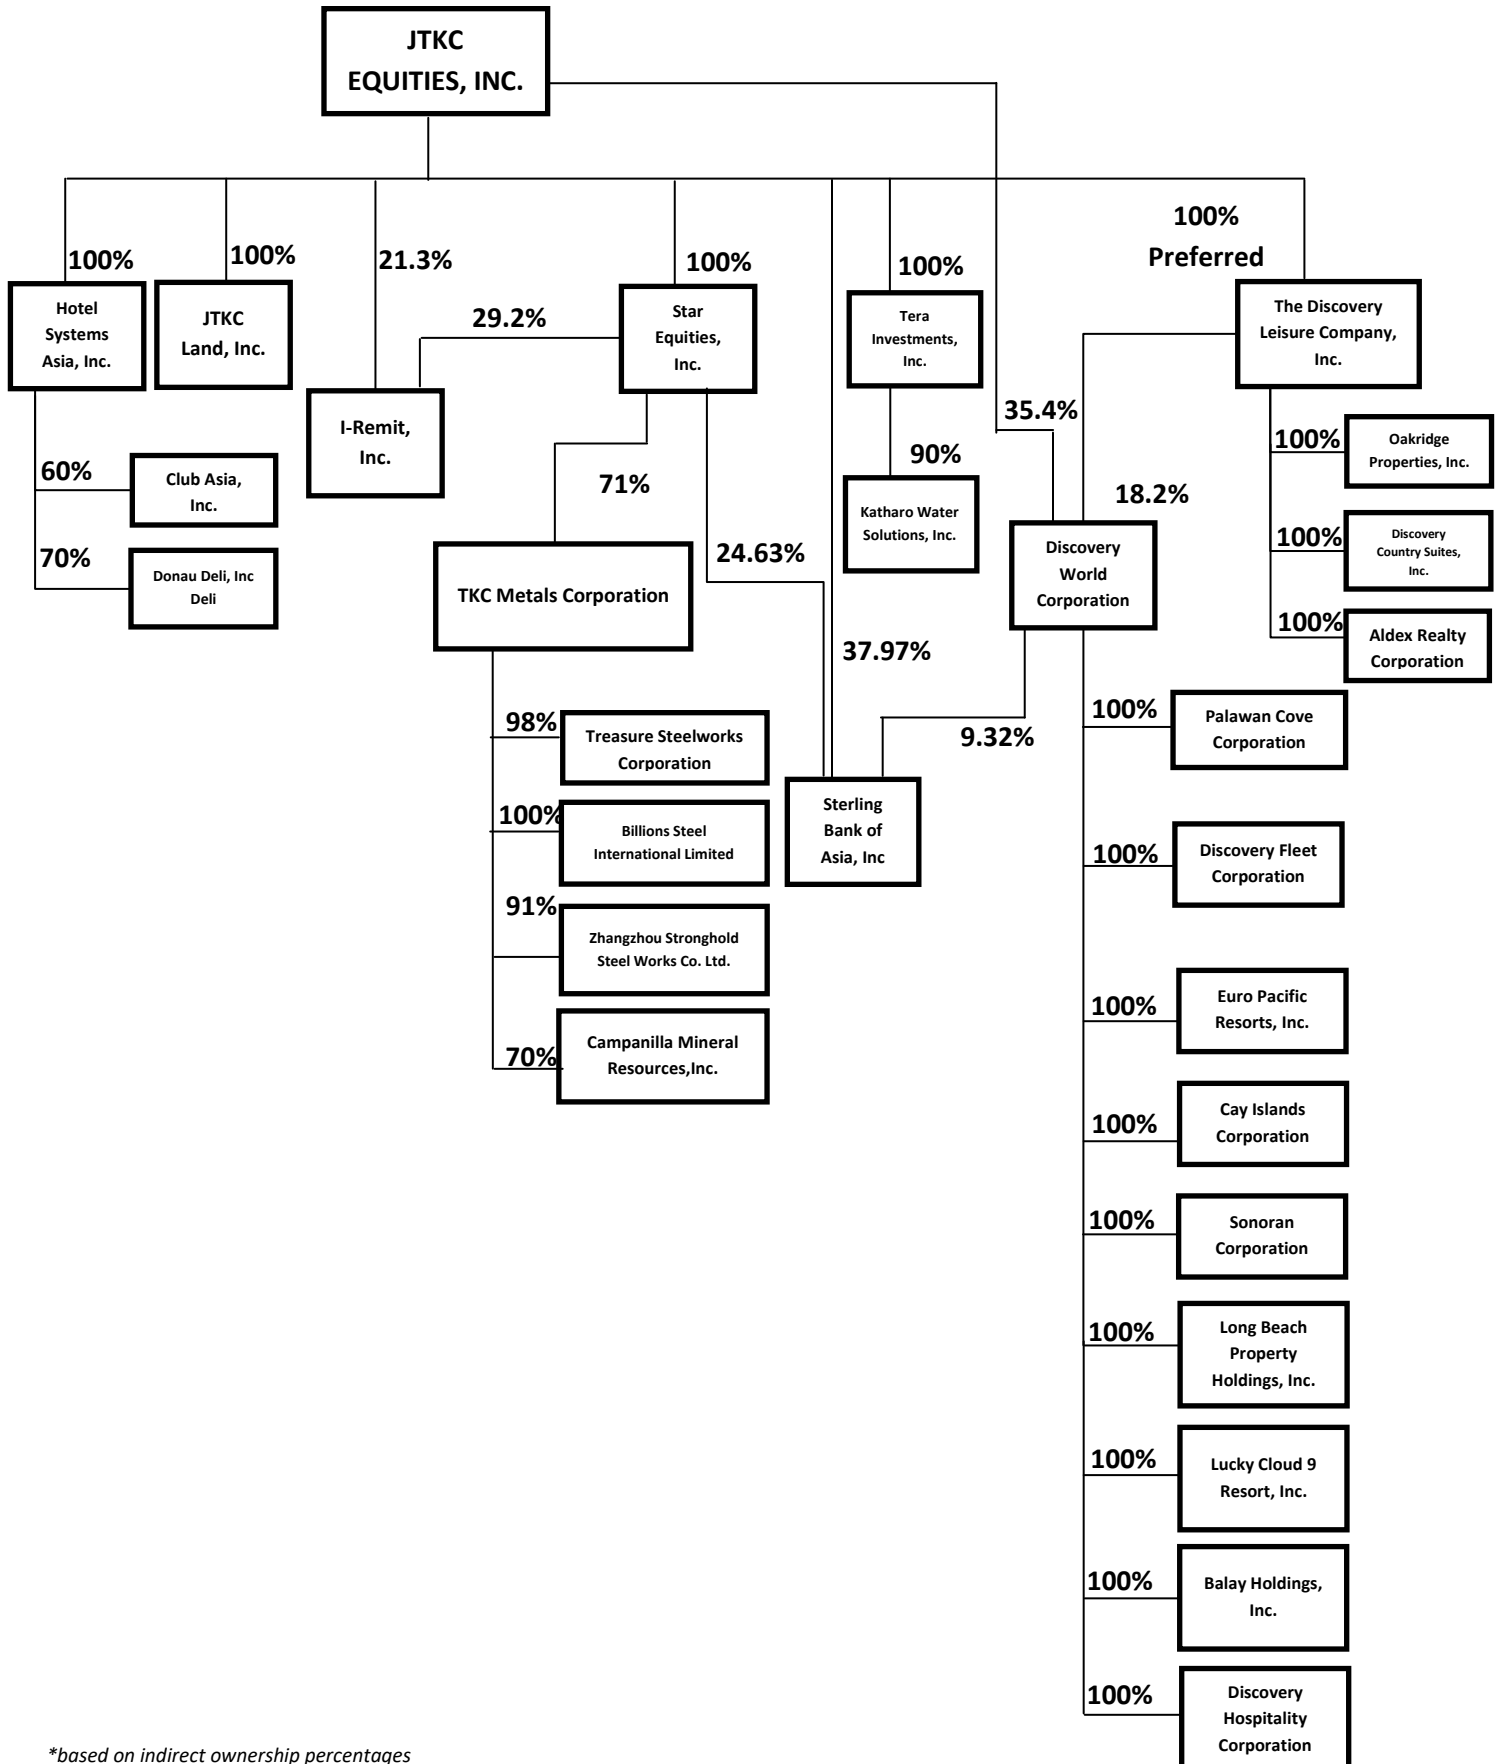 JTKC
EQUITIES, INC.
100%
100%
21.3%
100%
100%
100%
Preferred
Hotel
Systems
Asia, Inc.
JTKC
Land, Inc.
29.2%
Star
Equities,
Inc.
Tera
Investments,
Inc.
The Discovery
Leisure Company,
Inc.
I-Remit,
Inc.
35.4%
60%
Club Asia,
Inc.
71%
90%
Katharo Water
Solutions, Inc.
18.2%
100%
Oakridge
Properties, Inc.
70%
Donau Deli, Inc
Deli
TKC Metals Corporation
24.63%
Discovery
World
Corporation
100%
Discovery
Country Suites,
Inc.
100%
Aldex Realty
Corporation
37.97%
9.32%
98%
Treasure Steelworks
Corporation
100%
Billions Steel
International Limited
91%
Zhangzhou Stronghold
Steel Works Co. Ltd.
70%
Campanilla Mineral
Resources,Inc.
Sterling
Bank of
Asia, Inc
100%
Palawan Cove
Corporation
100%
Discovery Fleet
Corporation
100%
Euro Pacific
Resorts, Inc.
100%
Cay Islands
Corporation
100%
Sonoran
Corporation
100%
Long Beach
Property
Holdings, Inc.
100%
Lucky Cloud 9
Resort, Inc.
100%
Balay Holdings,
Inc.
100%
Discovery
Hospitality
Corporation
*based on indirect ownership percentages